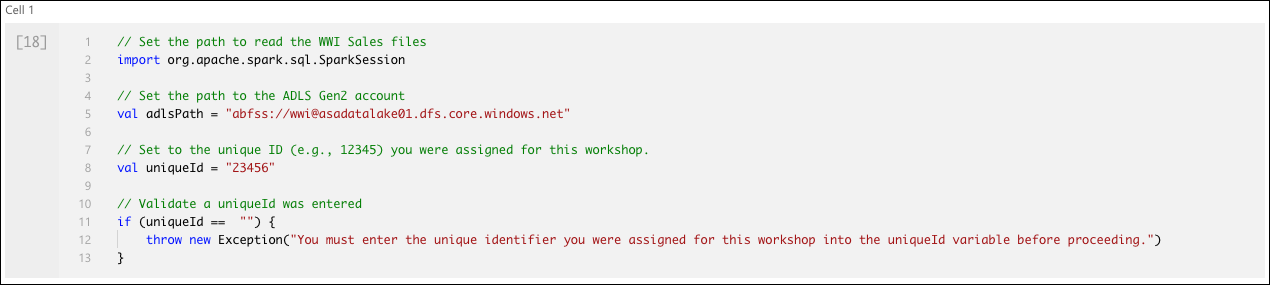 Cell 1
[18]
1 // Set the path to read the WWI Sales files
2 import org.apache.spark.sql.SparkSession
3
4 // Set the path to the ADLS Gen2 account
5 val adlsPath = "abfss://wwi@asadatalake01.dfs.core.windows.net"
6
7 // Set to the unique ID (e.g., 12345) you were assigned for this workshop.
8 val uniqueId = "23456"
9
10 // Validate a uniqueId was entered
11 if (uniqueId ==  "") {
12     throw new Exception("You must enter the unique identifier you were assigned for this workshop into the uniqueId variable before proceeding.")
13 }